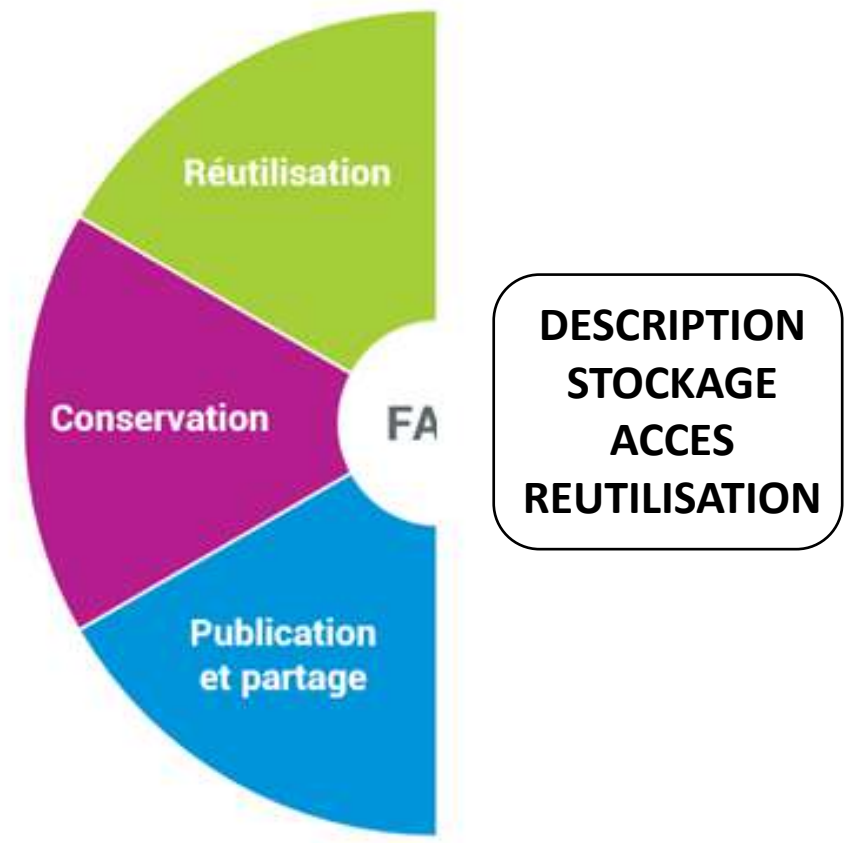 Réutilisation
Conservation
FA
Publication
et partage
DESCRIPTION
STOCKAGE
ACCES
REUTILISATION